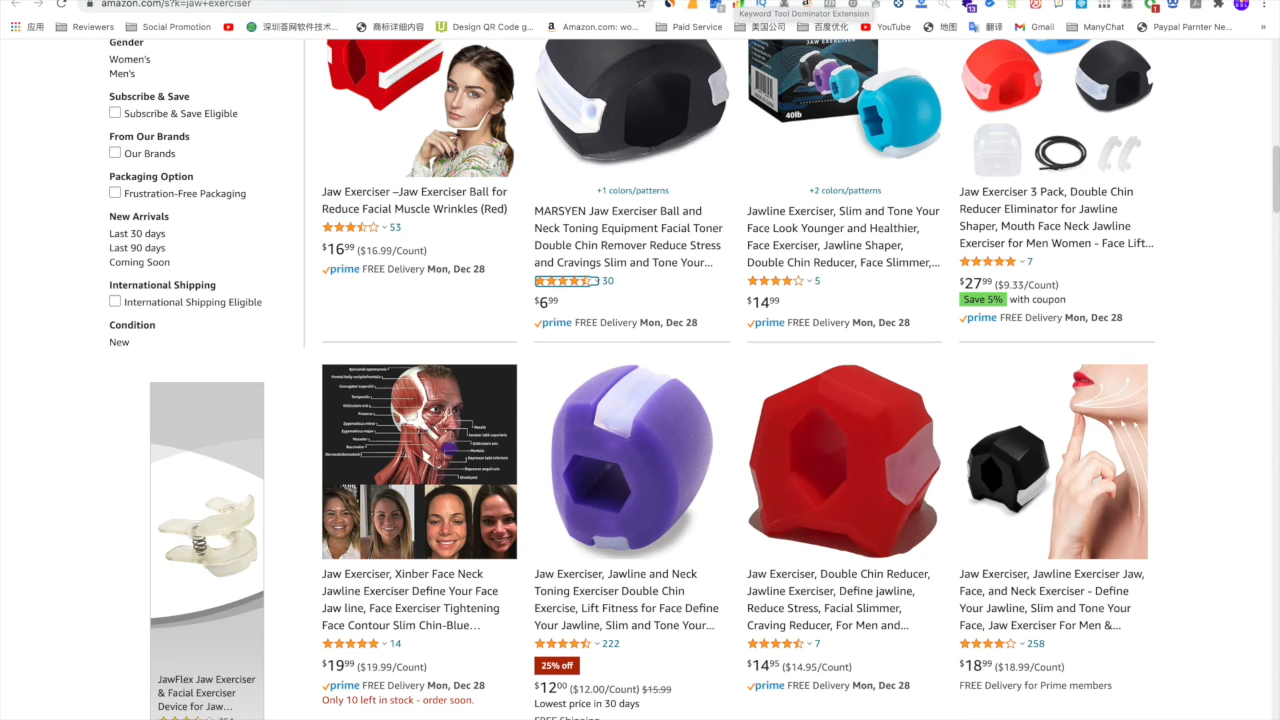 amazon.com/s?k=jaw+exerciser
13
1
Keyword Tool Dominator Extension
应用
Reviewers
Social Promotion
深圳荟网软件技术...
商标详细内容
Design QR Code g...
Amazon.com: wo...
Paid Service
美国公司
百度优化
YouTube
地图
翻译
Gmail
ManyChat
Paypal Parnter Ne...
Gender
Women's
Men's
Subscribe & Save
Subscribe & Save Eligible
From Our Brands
Our Brands
Packaging Option
Frustration-Free Packaging
New Arrivals
Last 30 days
Last 90 days
Coming Soon
International Shipping
International Shipping Eligible
Condition
New
JawFlex Jaw Exerciser
& Facial Exerciser
Device for Jaw...
Jaw Exerciser –Jaw Exerciser Ball for
Reduce Facial Muscle Wrinkles (Red)
53
$1699 ($16.99/Count)
prime FREE Delivery Mon, Dec 28
+1 colors/patterns
MARSYEN Jaw Exerciser Ball and
Neck Toning Equipment Facial Toner
Double Chin Remover Reduce Stress
and Cravings Slim and Tone Your...
30
$699
prime FREE Delivery Mon, Dec 28
JAW EXERCISER
40lb
+2 colors/patterns
Jawline Exerciser, Slim and Tone Your
Face Look Younger and Healthier,
Face Exerciser, Jawline Shaper,
Double Chin Reducer, Face Slimmer,...
5
$1499
prime FREE Delivery Mon, Dec 28
Jaw Exerciser 3 Pack, Double Chin
Reducer Eliminator for Jawline
Shaper, Mouth Face Neck Jawline
Exerciser for Men Women - Face Lift...
7
$2799 ($9.33/Count)
Save 5% with coupon
prime FREE Delivery Mon, Dec 28
Jaw Exerciser, Xinber Face Neck
Jawline Exerciser Define Your Face
Jaw line, Face Exerciser Tightening
Face Contour Slim Chin-Blue...
14
$1999 ($19.99/Count)
prime FREE Delivery Mon, Dec 28
Only 10 left in stock - order soon.
Jaw Exerciser, Jawline and Neck
Toning Exerciser Double Chin
Exercise, Lift Fitness for Face Define
Your Jawline, Slim and Tone Your...
222
25% off
$1200 ($12.00/Count) $15.99
Lowest price in 30 days
FREE Shipping
Jaw Exerciser, Double Chin Reducer,
Jawline Exerciser, Define jawline,
Reduce Stress, Facial Slimmer,
Craving Reducer, For Men and...
7
$1495 ($14.95/Count)
prime FREE Delivery Mon, Dec 28
Jaw Exerciser, Jawline Exerciser Jaw,
Face, and Neck Exerciser - Define
Your Jawline, Slim and Tone Your
Face, Jaw Exerciser For Men &...
258
$1899 ($18.99/Count)
FREE Delivery for Prime members